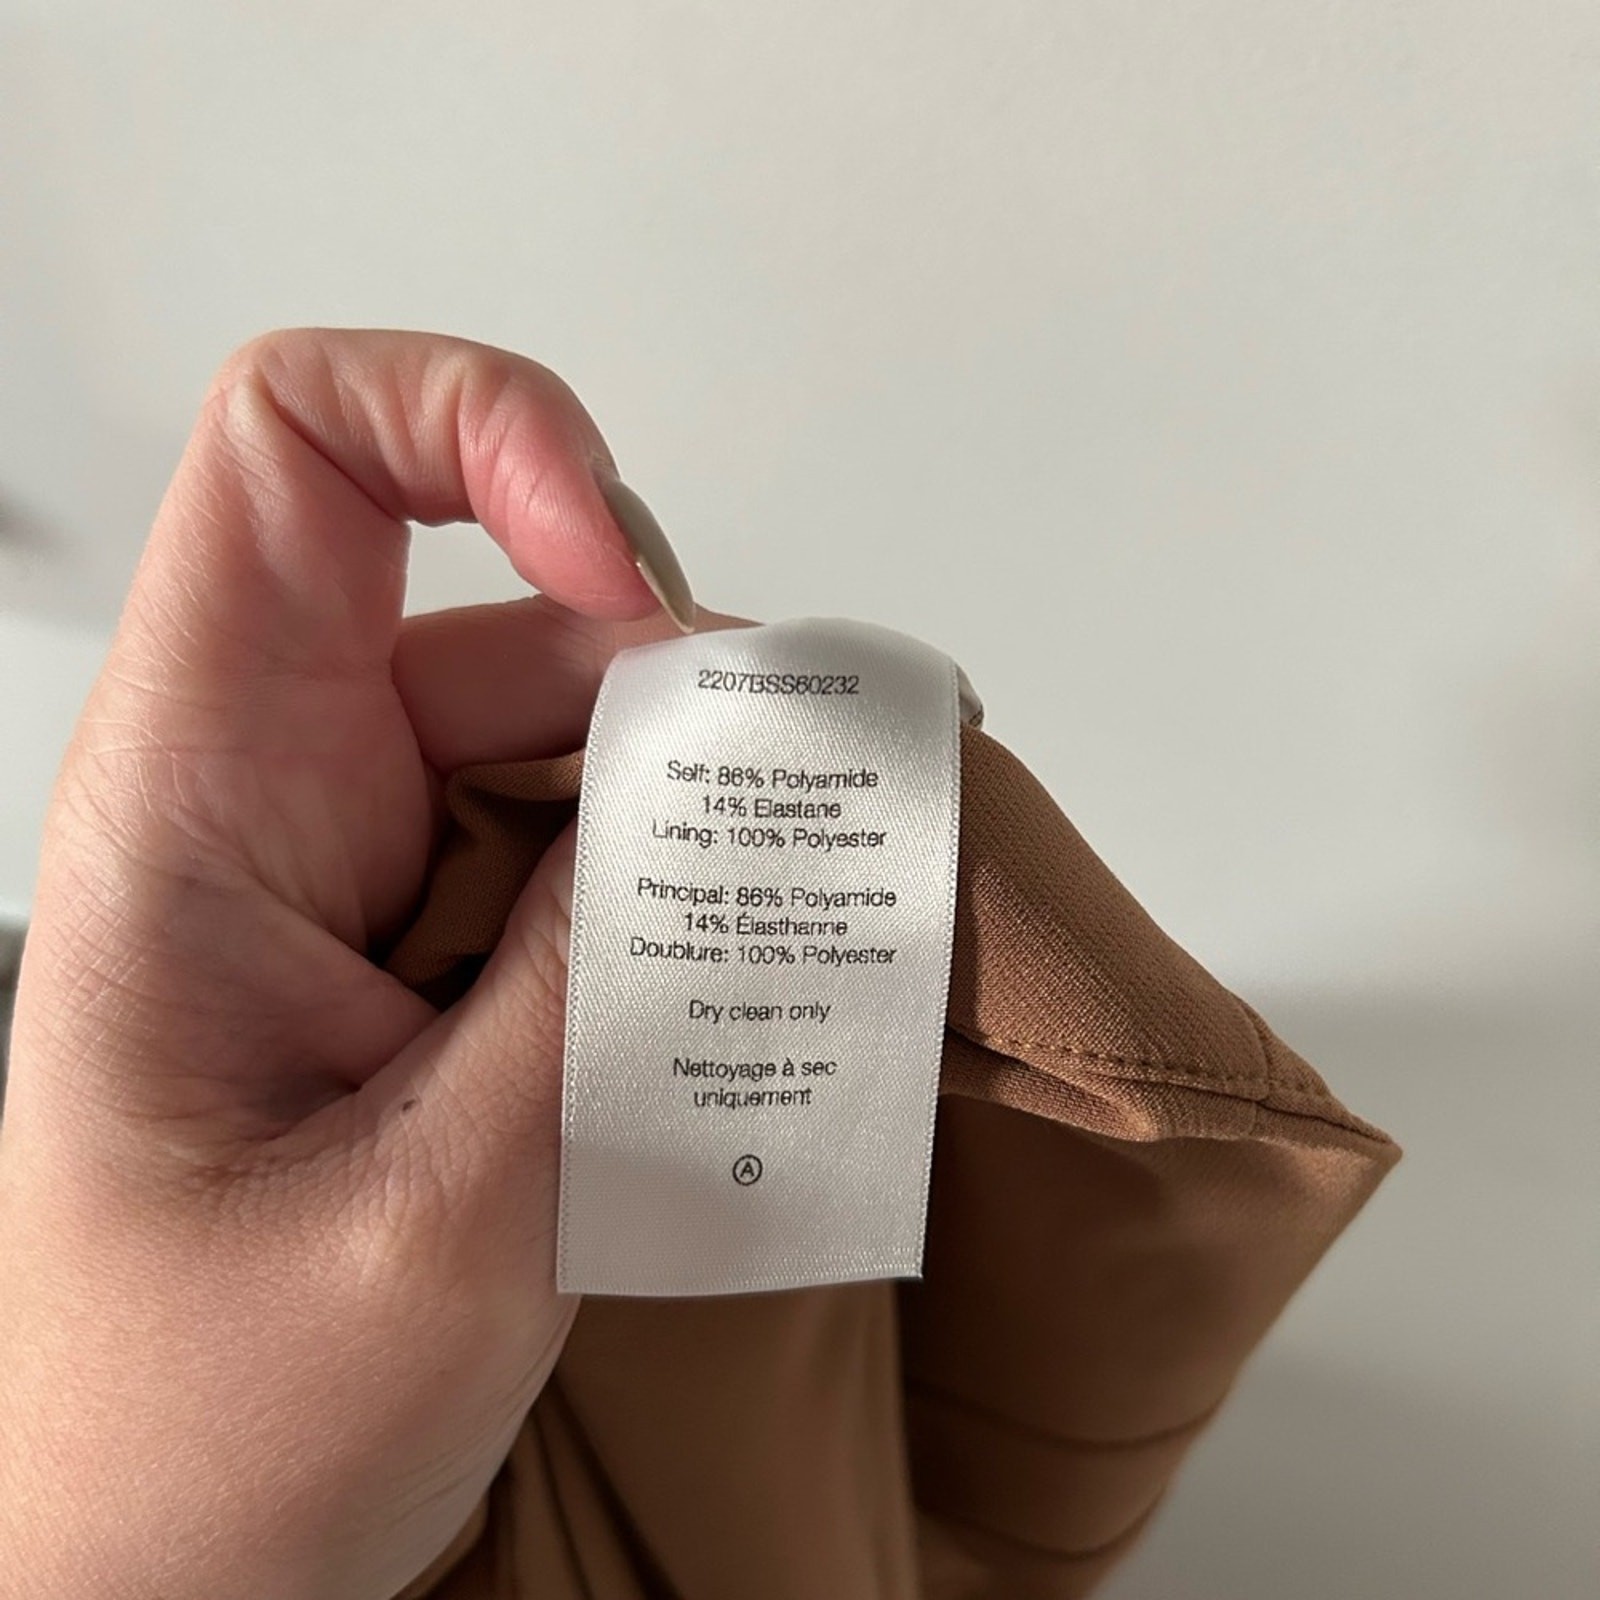 2207BSS60232
Self: 86% Polyamide
14% Elastane
Lining: 100% Polyester
Principal: 86% Polyamide
14% Élasthanne
Doublure: 100% Polyester
Dry clean only
Nettoyage à sec
uniquement
Ⓐ